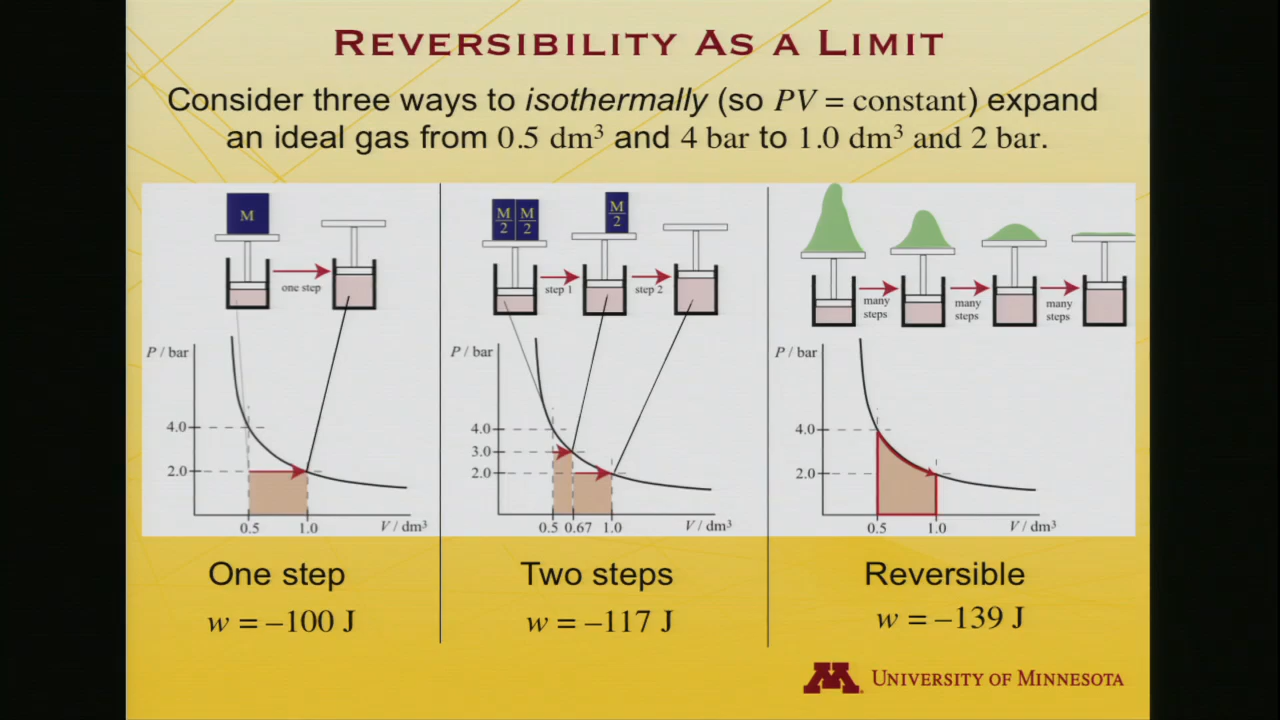 REVERSIBILITY AS A LIMIT
Consider three ways to isothermally (so PV = constant) expand
an ideal gas from 0.5 dm³ and 4 bar to 1.0 dm³ and 2 bar.
M
one step
P / bar
4.0
2.0
0.5 1.0 V / dm³
One step
w = –100 J
M/2 M/2 M/2
step 1 step 2
P / bar
4.0
3.0
2.0
0.5 0.67 1.0 V / dm³
Two steps
w = –117 J
many
steps
many
steps
many
steps
P / bar
4.0
2.0
0.5 1.0 V / dm³
Reversible
w = –139 J
M UNIVERSITY OF MINNESOTA